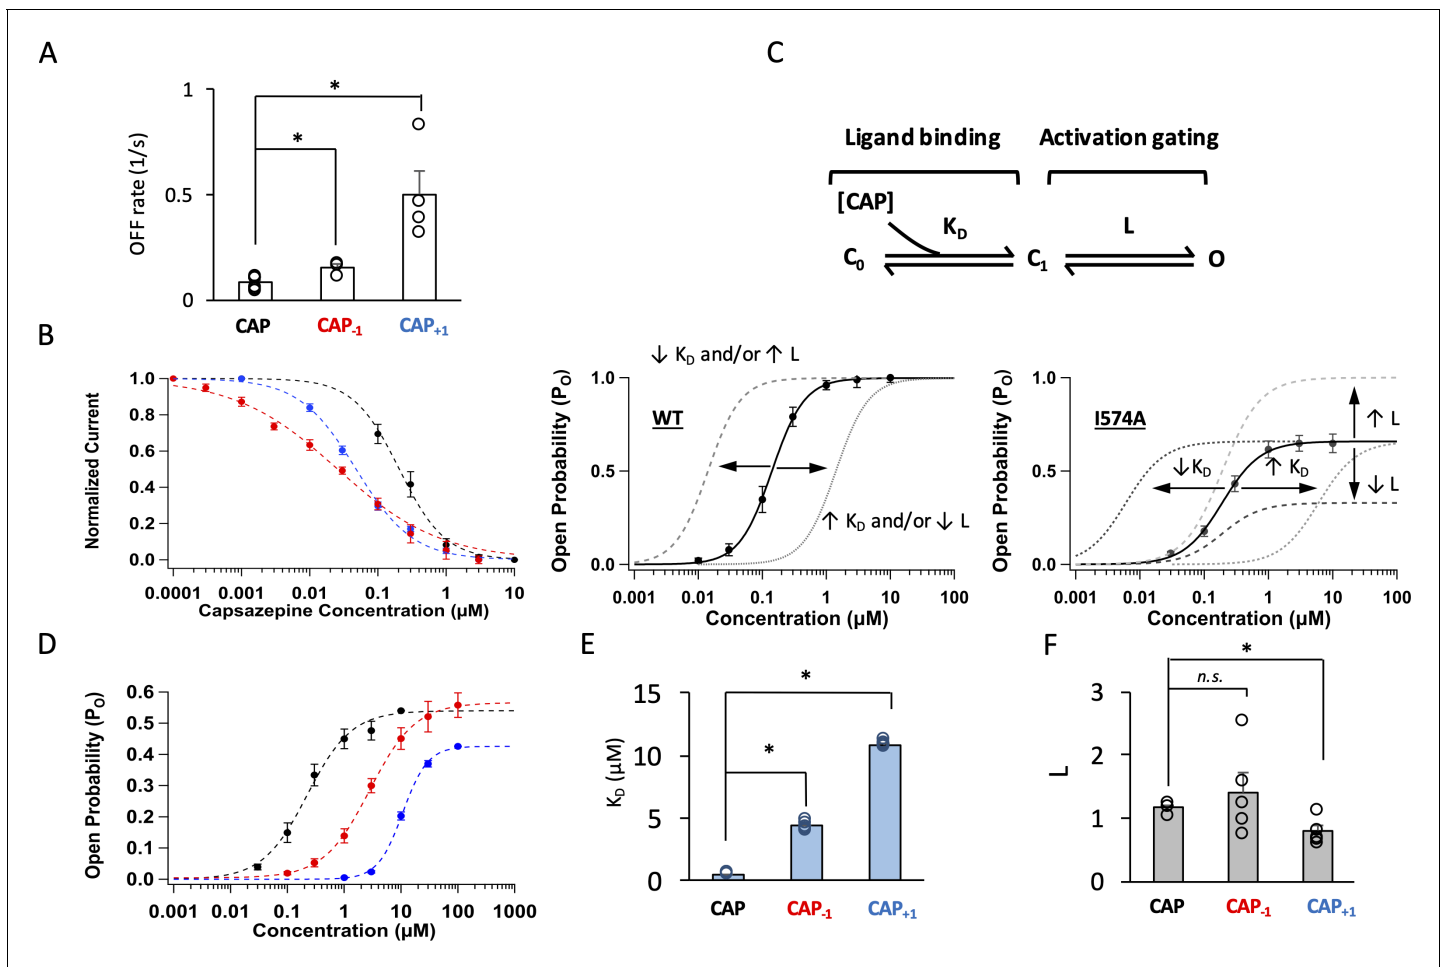 A
OFF rate (1/s)
1
0.5
0
*
*
CAP
CAP-1
CAP+1
C
Ligand binding
Activation gating
[CAP]
KD
L
C0
C1
O
B
Normalized Current
1.0
0.8
0.6
0.4
0.2
0.0
0.0001
0.001
0.01
0.1
1
10
Capsazepine Concentration (µM)
Open Probability (PO)
1.0
0.5
0.0
↓ KD and/or ↑ L
WT
↑ KD and/or ↓ L
0.001
0.01
0.1
1
10
100
Concentration (µM)
Open Probability (PO)
1.0
0.5
0.0
I574A
↑ L
↓KD
↑ KD
↓ L
0.001
0.01
0.1
1
10
100
Concentration (µM)
D
Open Probability (PO)
0.6
0.5
0.4
0.3
0.2
0.1
0.0
0.001
0.01
0.1
1
10
100
1000
Concentration (µM)
E
KD (µM)
15
10
5
0
*
*
CAP
CAP-1
CAP+1
F
L
3
2
1
0
*
n.s.
CAP
CAP-1
CAP+1